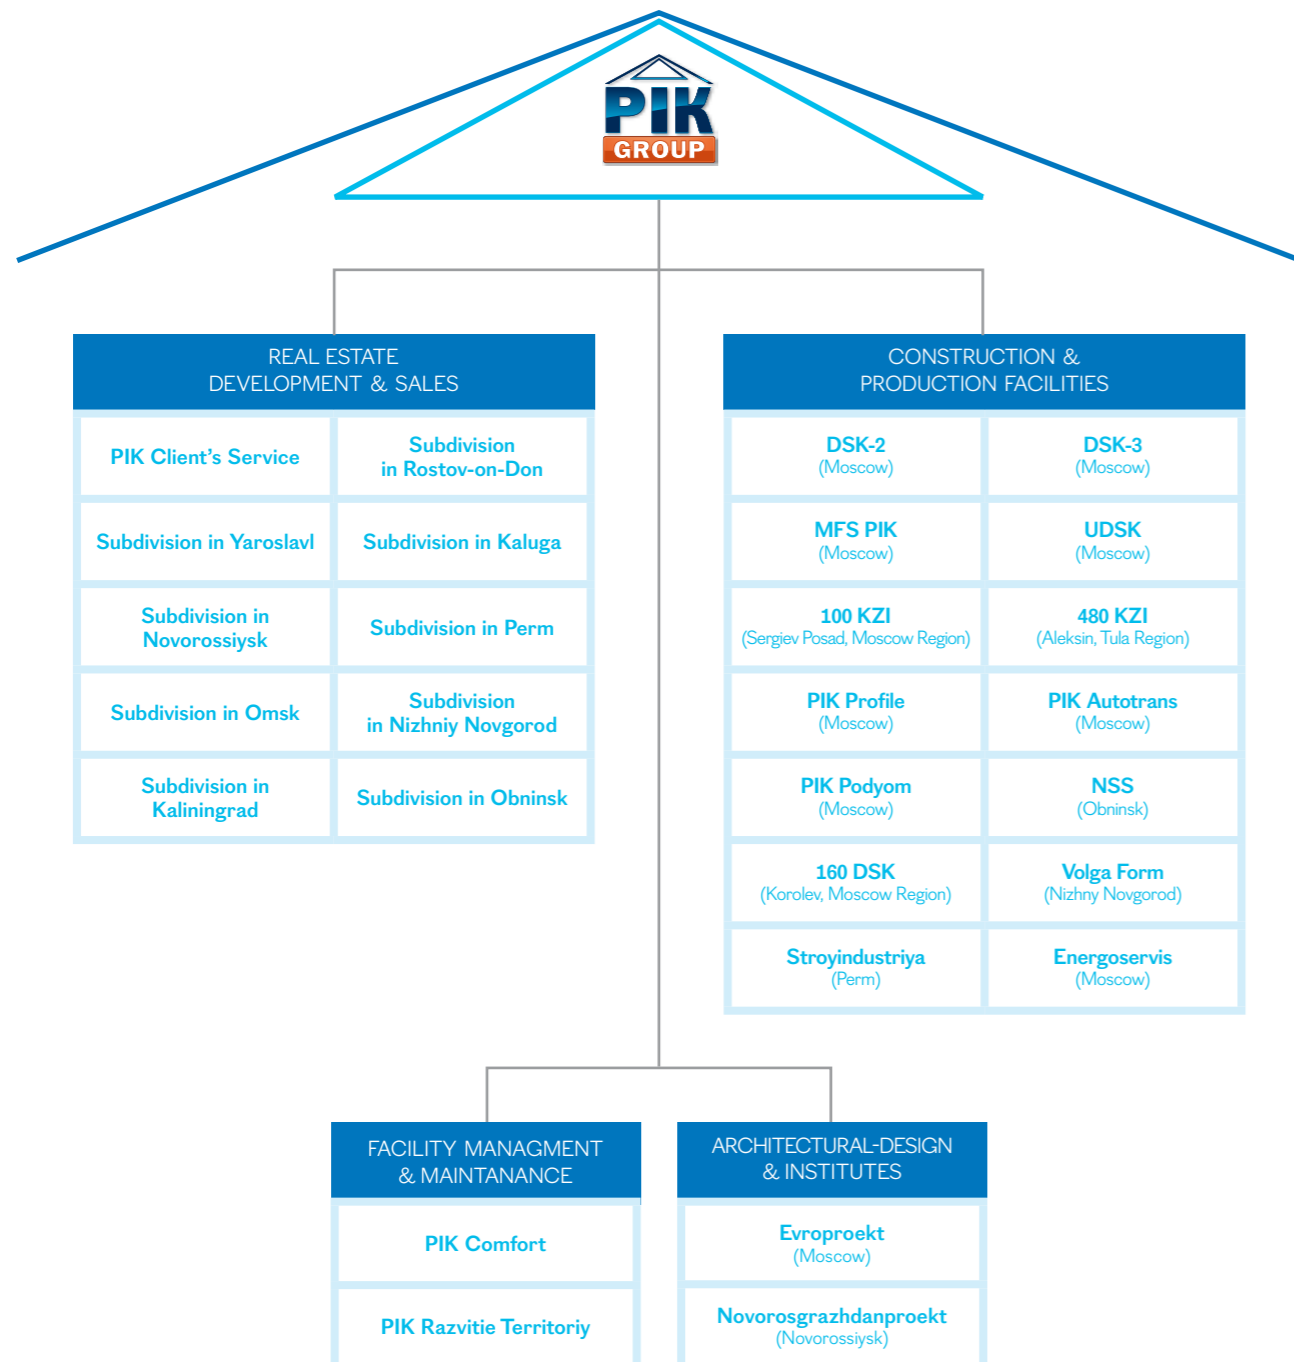 PIK
GROUP
REAL ESTATE
DEVELOPMENT & SALES
PIK Client’s Service
Subdivision
in Rostov-on-Don
Subdivision in Yaroslavl
Subdivision in Kaluga
Subdivision in
Novorossiysk
Subdivision in Perm
Subdivision in Omsk
Subdivision
in Nizhniy Novgorod
Subdivision in
Kaliningrad
Subdivision in Obninsk
CONSTRUCTION &
PRODUCTION FACILITIES
DSK-2
(Moscow)
DSK-3
(Moscow)
MFS PIK
(Moscow)
UDSK
(Moscow)
100 KZI
(Sergiev Posad, Moscow Region)
480 KZI
(Aleksin, Tula Region)
PIK Profile
(Moscow)
PIK Autotrans
(Moscow)
PIK Podyom
(Moscow)
NSS
(Obninsk)
160 DSK
(Korolev, Moscow Region)
Volga Form
(Nizhny Novgorod)
Stroyindustriya
(Perm)
Energoservis
(Moscow)
FACILITY MANAGMENT
& MAINTANANCE
PIK Comfort
PIK Razvitie Territoriy
ARCHITECTURAL-DESIGN
& INSTITUTES
Evroproekt
(Moscow)
Novorosgrazhdanproekt
(Novorossiysk)